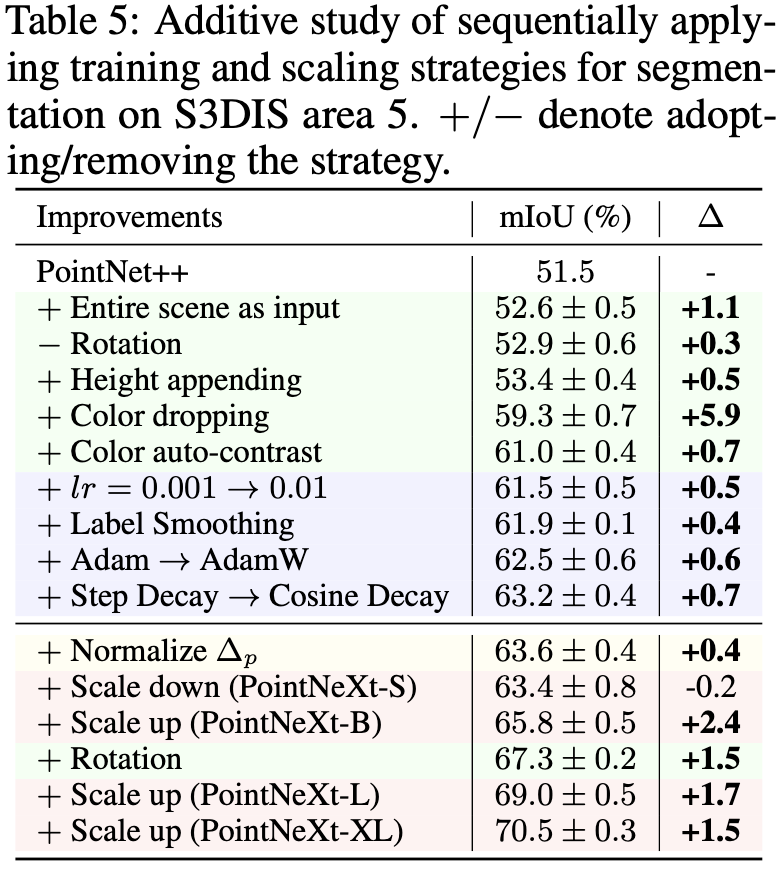 Table 5: Additive study of sequentially apply-
ing training and scaling strategies for segmen-
tation on S3DIS area 5. +/− denote adopt-
ing/removing the strategy.
Improvements mIoU (%) Δ
PointNet++ 51.5 -
+ Entire scene as input 52.6 ± 0.5 +1.1
− Rotation 52.9 ± 0.6 +0.3
+ Height appending 53.4 ± 0.4 +0.5
+ Color dropping 59.3 ± 0.7 +5.9
+ Color auto-contrast 61.0 ± 0.4 +0.7
+ lr = 0.001 → 0.01 61.5 ± 0.5 +0.5
+ Label Smoothing 61.9 ± 0.1 +0.4
+ Adam → AdamW 62.5 ± 0.6 +0.6
+ Step Decay → Cosine Decay 63.2 ± 0.4 +0.7
+ Normalize Δp 63.6 ± 0.4 +0.4
+ Scale down (PointNeXt-S) 63.4 ± 0.8 -0.2
+ Scale up (PointNeXt-B) 65.8 ± 0.5 +2.4
+ Rotation 67.3 ± 0.2 +1.5
+ Scale up (PointNeXt-L) 69.0 ± 0.5 +1.7
+ Scale up (PointNeXt-XL) 70.5 ± 0.3 +1.5